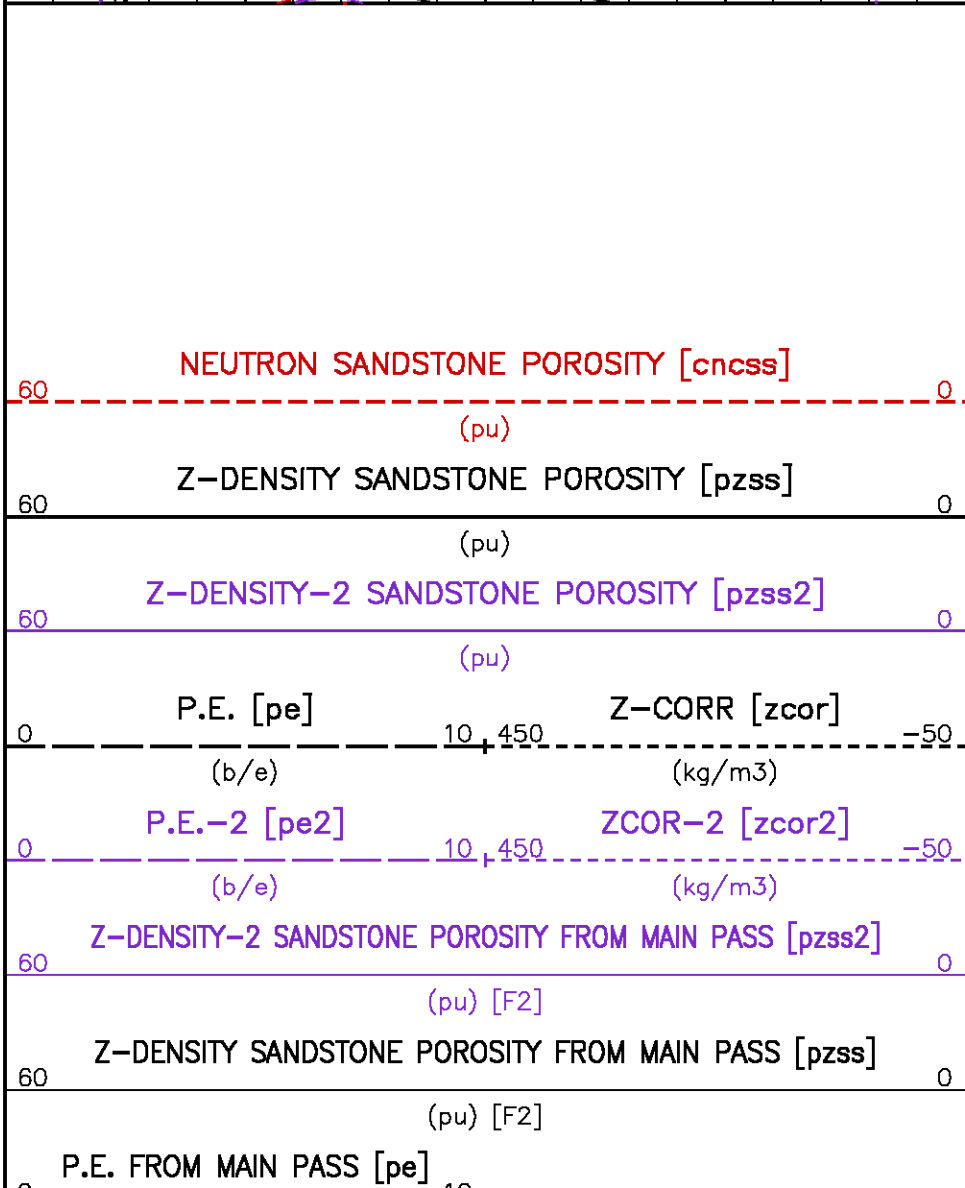 NEUTRON SANDSTONE POROSITY [cncss]
60 0
(pu)
Z-DENSITY SANDSTONE POROSITY [pzss]
60 0
(pu)
Z-DENSITY-2 SANDSTONE POROSITY [pzss2]
60 0
(pu)
P.E. [pe] Z-CORR [zcor]
0 10 450 -50
(b/e) (kg/m3)
P.E.-2 [pe2] ZCOR-2 [zcor2]
0 10 450 -50
(b/e) (kg/m3)
Z-DENSITY-2 SANDSTONE POROSITY FROM MAIN PASS [pzss2]
60 0
(pu) [F2]
Z-DENSITY SANDSTONE POROSITY FROM MAIN PASS [pzss]
60 0
(pu) [F2]
P.E. FROM MAIN PASS [pe]